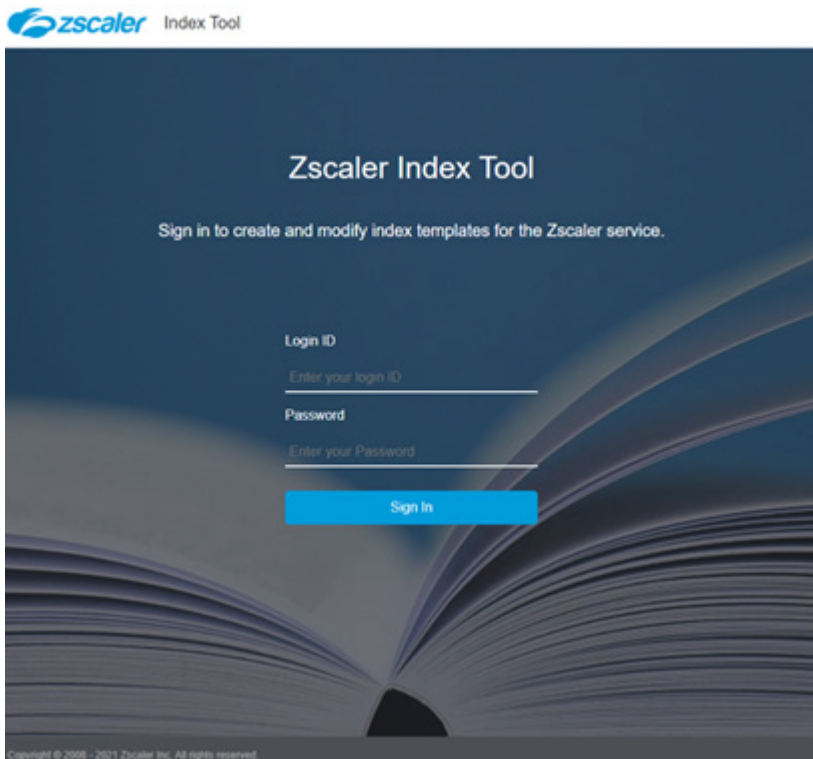 zscaler Index Tool
Zscaler Index Tool
Sign in to create and modify index templates for the Zscaler service.
Login ID
Enter your login ID
Password
Enter your Password
Sign In
Copyright © 2008 - 2021 Zscaler Inc. All rights reserved.